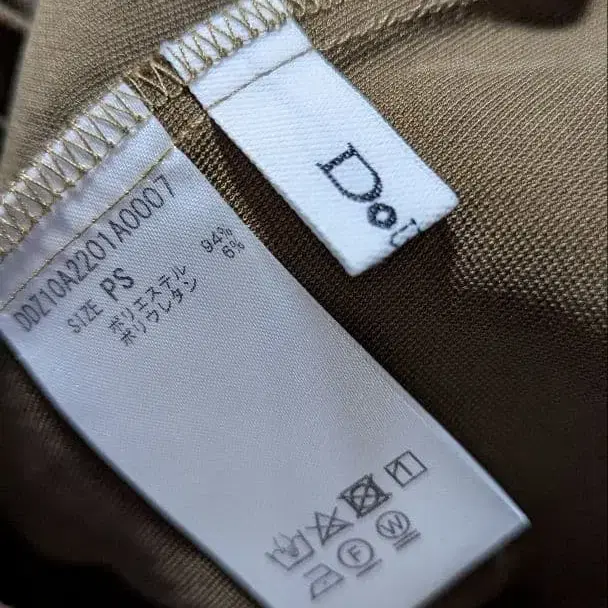 DDZ10A2201A0007
SIZE PS
ポリエステル 94%
ポリウレタン 6%
F W